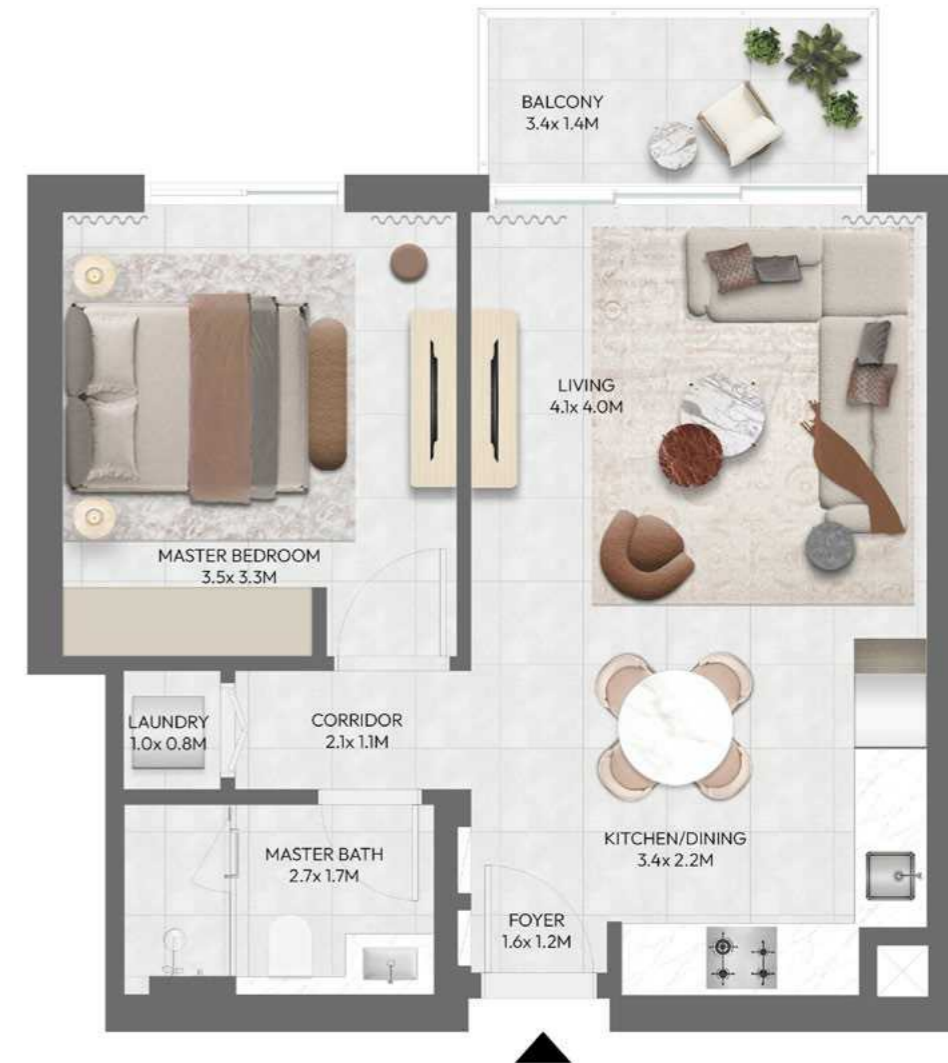 BALCONY
3.4x 1.4M
LIVING
4.1x 4.0M
MASTER BEDROOM
3.5x 3.3M
LAUNDRY
1.0x 0.8M
CORRIDOR
2.1x 1.1M
KITCHEN/DINING
3.4x 2.2M
MASTER BATH
2.7x 1.7M
FOYER
1.6x 1.2M